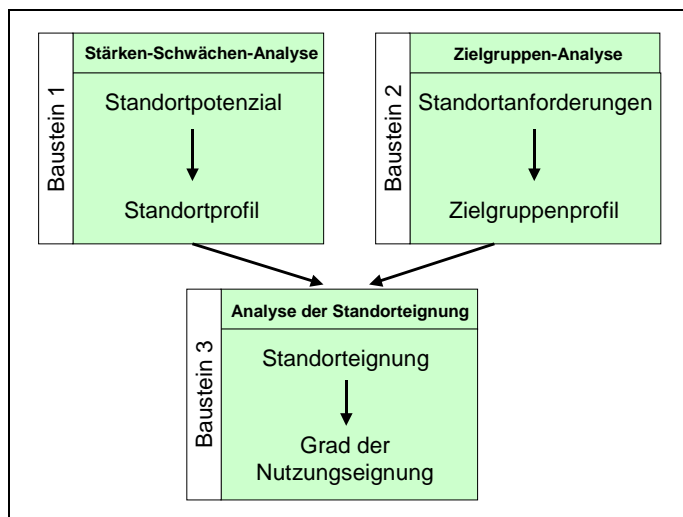 Baustein 1
Stärken-Schwächen-Analyse
Standortpotenzial
Standortprofil
Baustein 2
Zielgruppen-Analyse
Standortanforderungen
Zielgruppenprofil
Baustein 3
Analyse der Standorteignung
Standorteignung
Grad der
Nutzungseignung